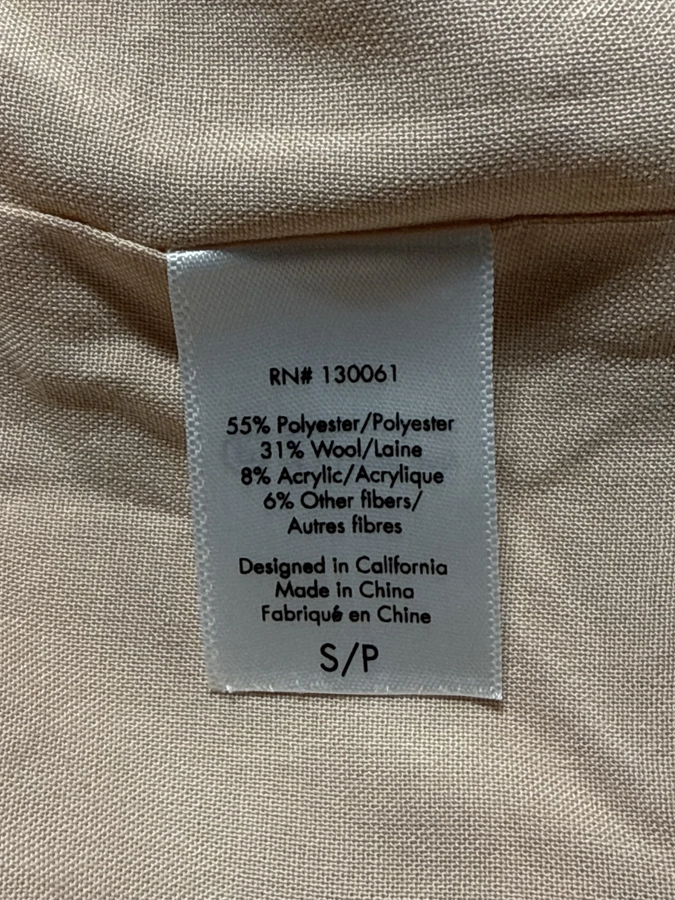 RN# 130061
55% Polyester/Polyester
31% Wool/Laine
8% Acrylic/Acrylique
6% Other fibers/
Autres fibres
Designed in California
Made in China
Fabriqué en Chine
S/P